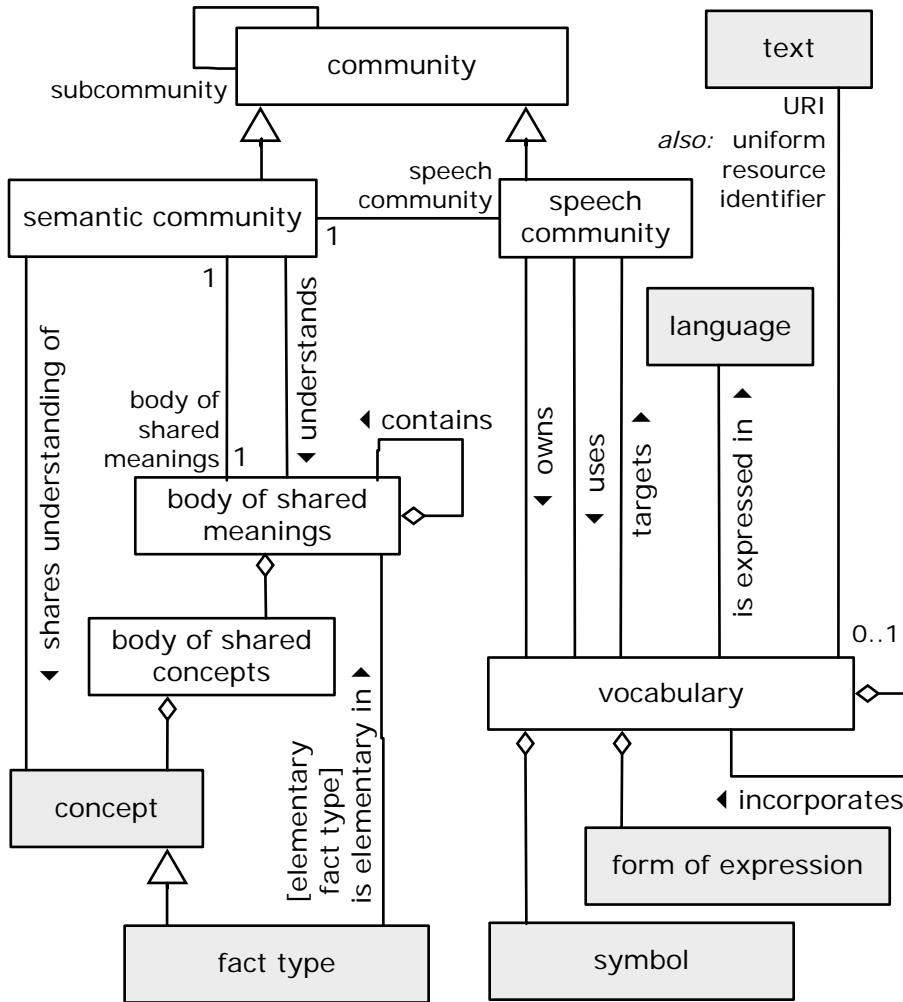 community
subcommunity
text
URI
also: uniform
resource
identifier
semantic community
speech
community
speech
community
1
1
understands
shares understanding of
body of
shared
meanings
1
contains
body of shared
meanings
owns
uses
targets
language
is expressed in
0..1
body of shared
concepts
vocabulary
concept
[elementary
fact type]
is elementary in
incorporates
form of expression
fact type
symbol